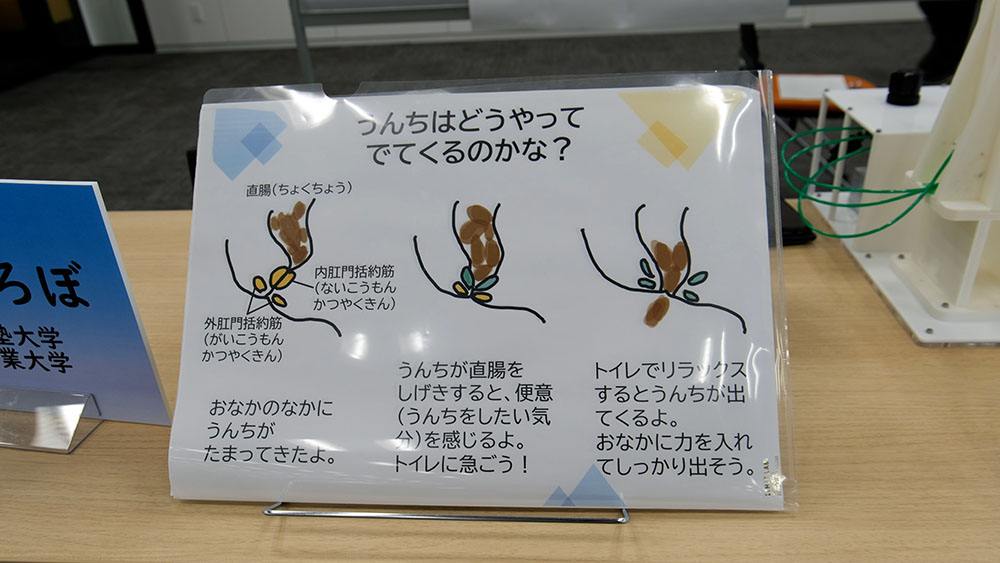 うんちはどうやって
でてくるのかな？
直腸(ちょくちょう)
内肛門括約筋
(ないこうもん
かつやくきん)
外肛門括約筋
(がいこうもん
かつやくきん)
おなかのなかに
うんちが
たまってきたよ。
うんちが直腸を
しげきすると、便意
(うんちをしたい気
分)を感じるよ。
トイレに急ごう！
トイレでリラックス
するとうんちが出
てくるよ。
おなかに力を入れ
てしっかり出そう。
ろぼ
塾大学
業大学